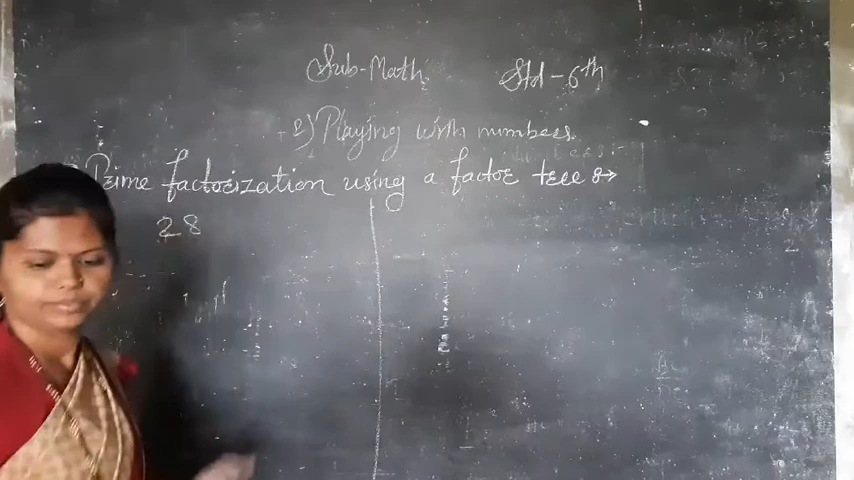 Sub-Math Std-6th
2) Playing with numbers.
Prime factorization using a factor tree :→
28